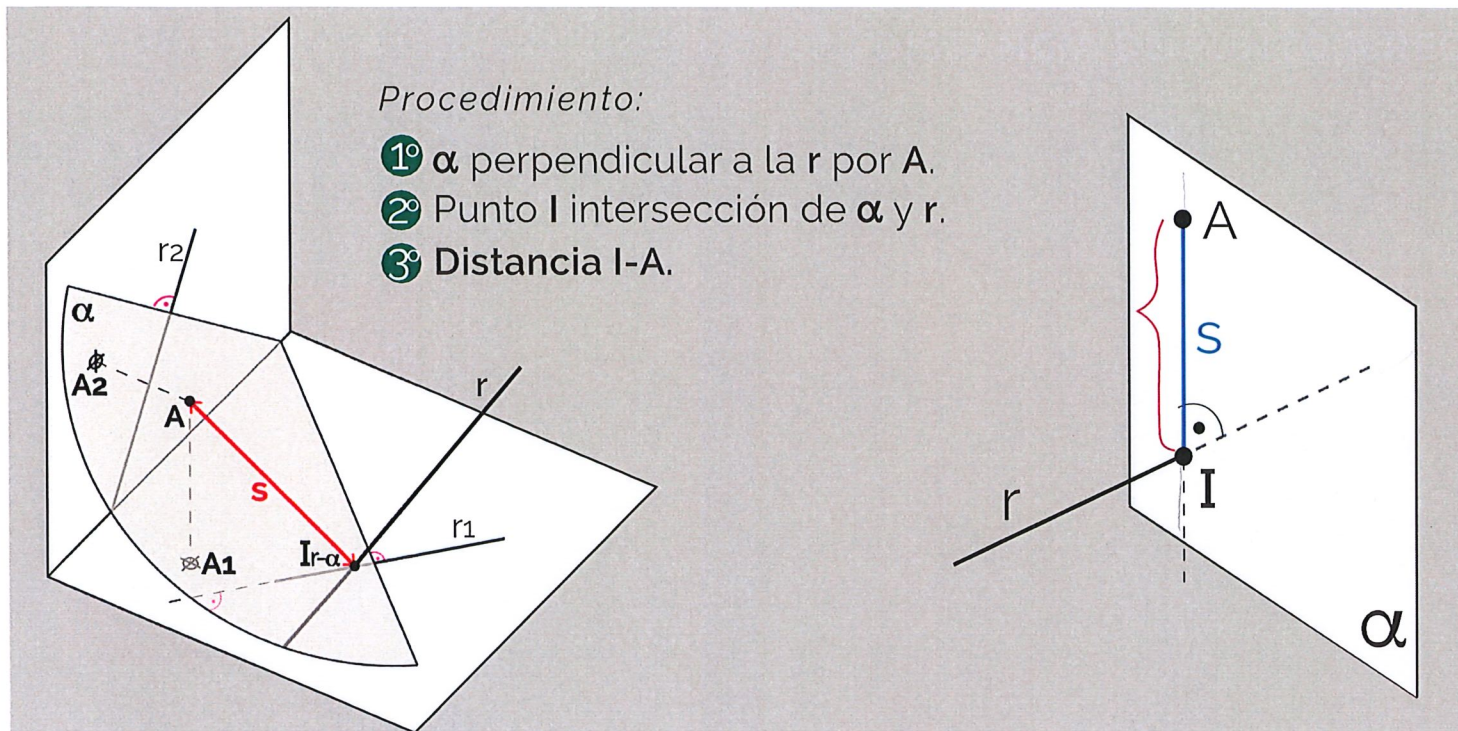 Procedimiento:
1º α perpendicular a la r por A.
2º Punto I intersección de α y r.
3º Distancia I-A.
r2
α
A2
A
r
s
r1
Ir-α
A1
A
S
I
r
α